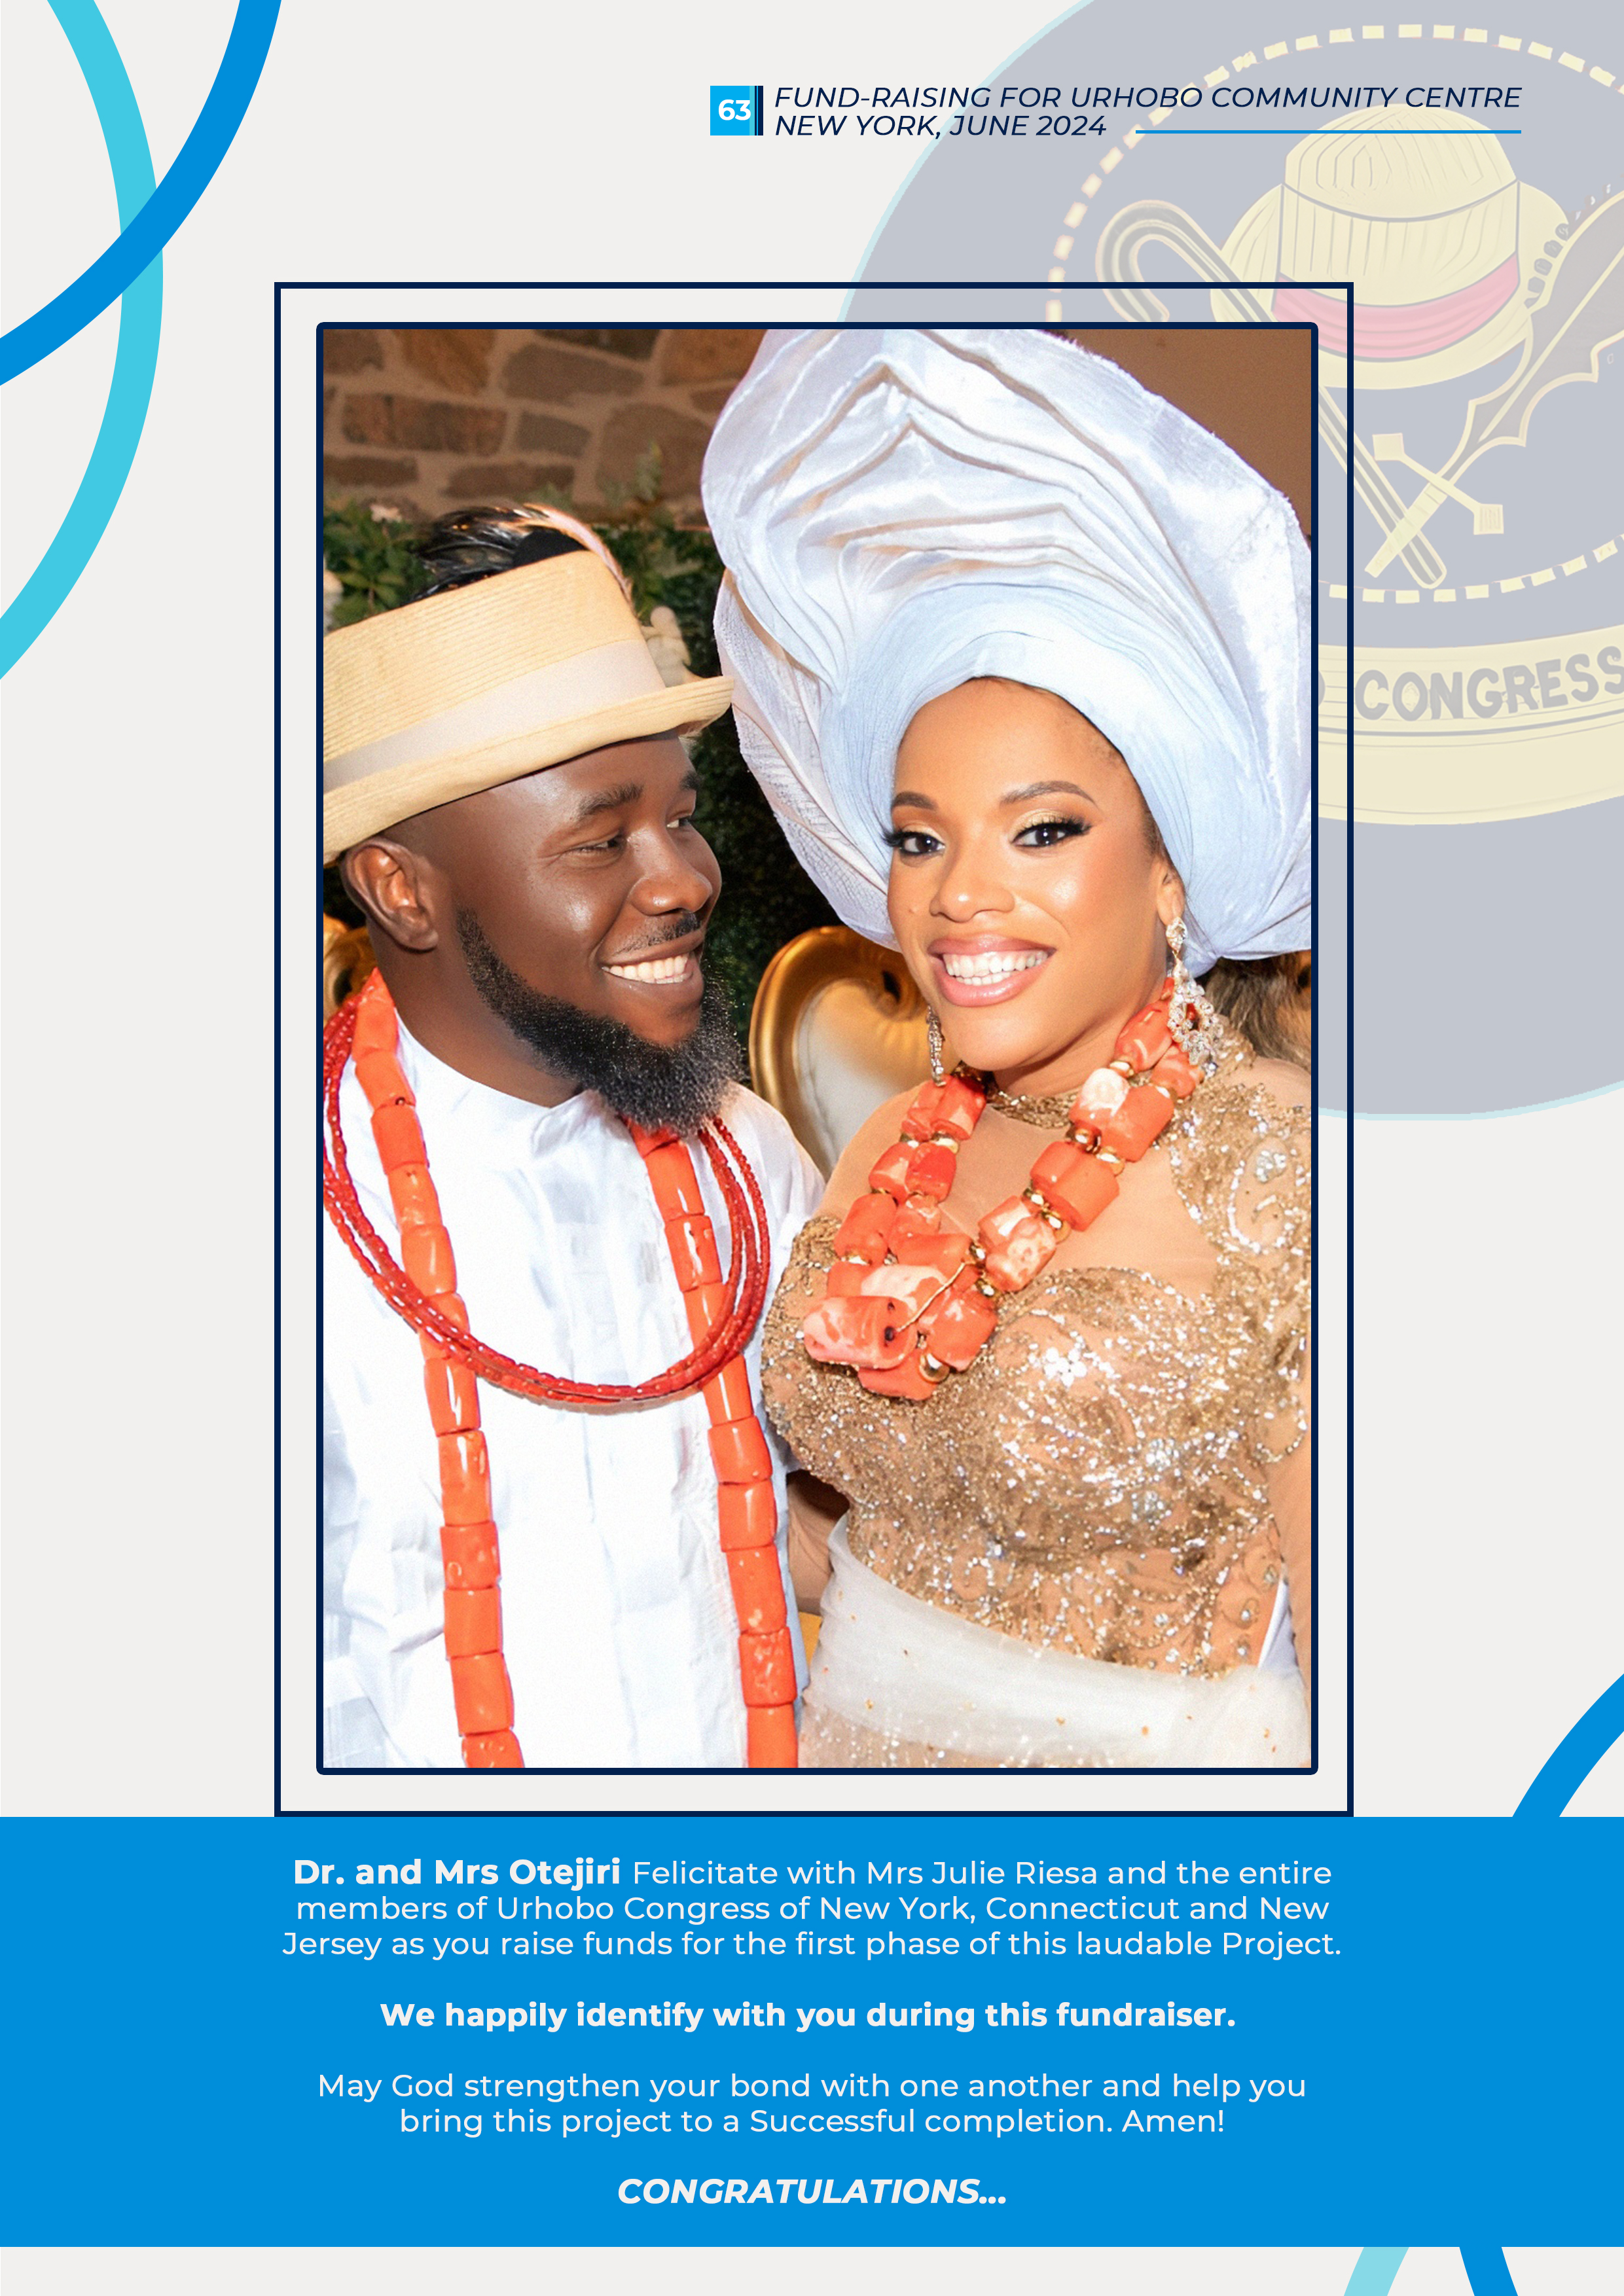 63
FUND-RAISING FOR URHOBO COMMUNITY CENTRE
NEW YORK, JUNE 2024
CONGRESS
Dr. and Mrs Otejiri Felicitate with Mrs Julie Riesa and the entire
members of Urhobo Congress of New York, Connecticut and New
Jersey as you raise funds for the first phase of this laudable Project.
We happily identify with you during this fundraiser.
May God strengthen your bond with one another and help you
bring this project to a Successful completion. Amen!
CONGRATULATIONS...